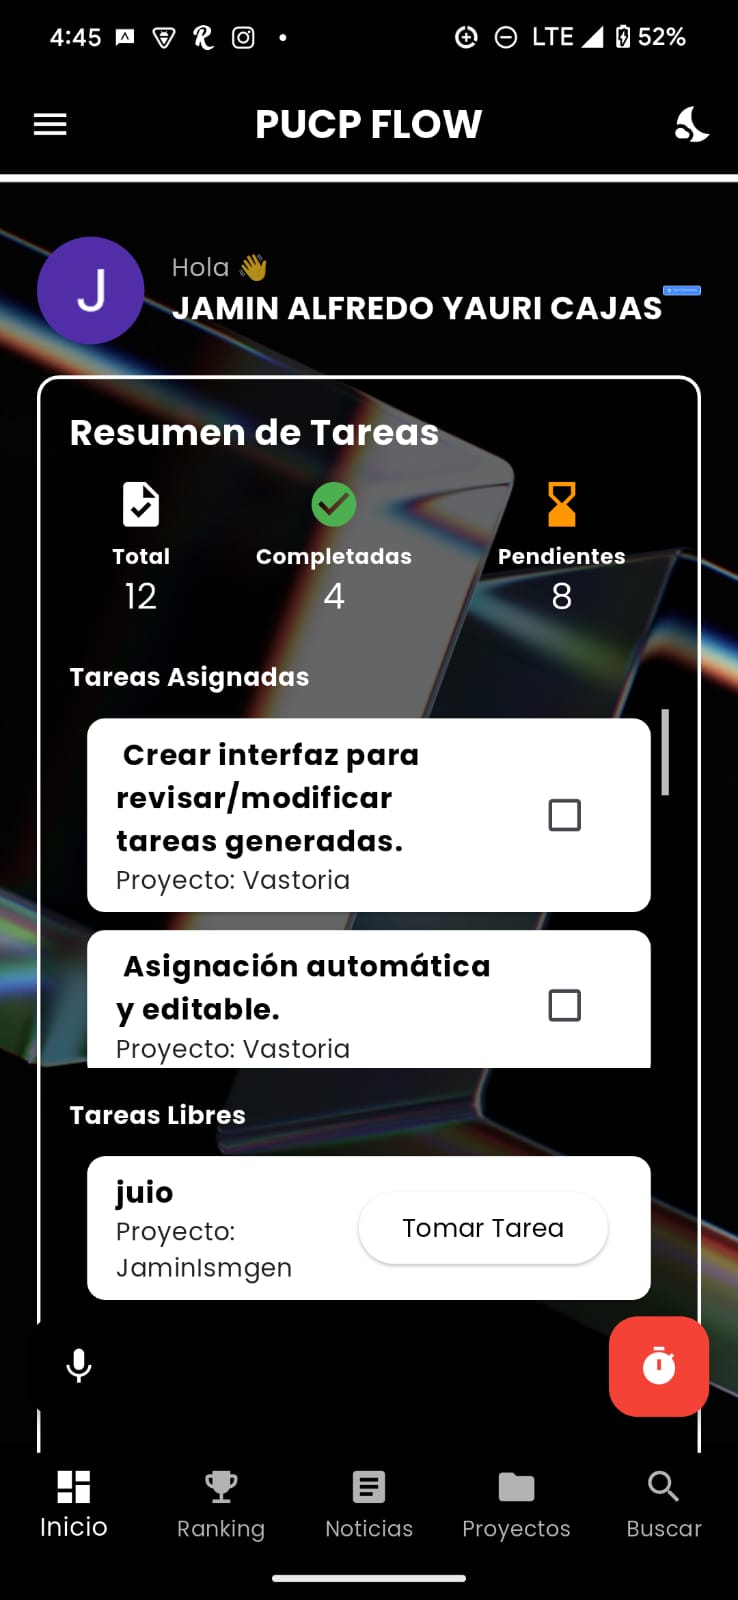 4:45
LTE 52%
PUCP FLOW
J
Hola 👋
JAMIN ALFREDO YAURI CAJAS
Resumen de Tareas
Total
Completadas
Pendientes
12
4
8
Tareas Asignadas
Crear interfaz para
revisar/modificar
tareas generadas.
Proyecto: Vastoria
Asignación automática
y editable.
Proyecto: Vastoria
Tareas Libres
juio
Proyecto:
JaminIsmgen
Tomar Tarea
Inicio
Ranking
Noticias
Proyectos
Buscar